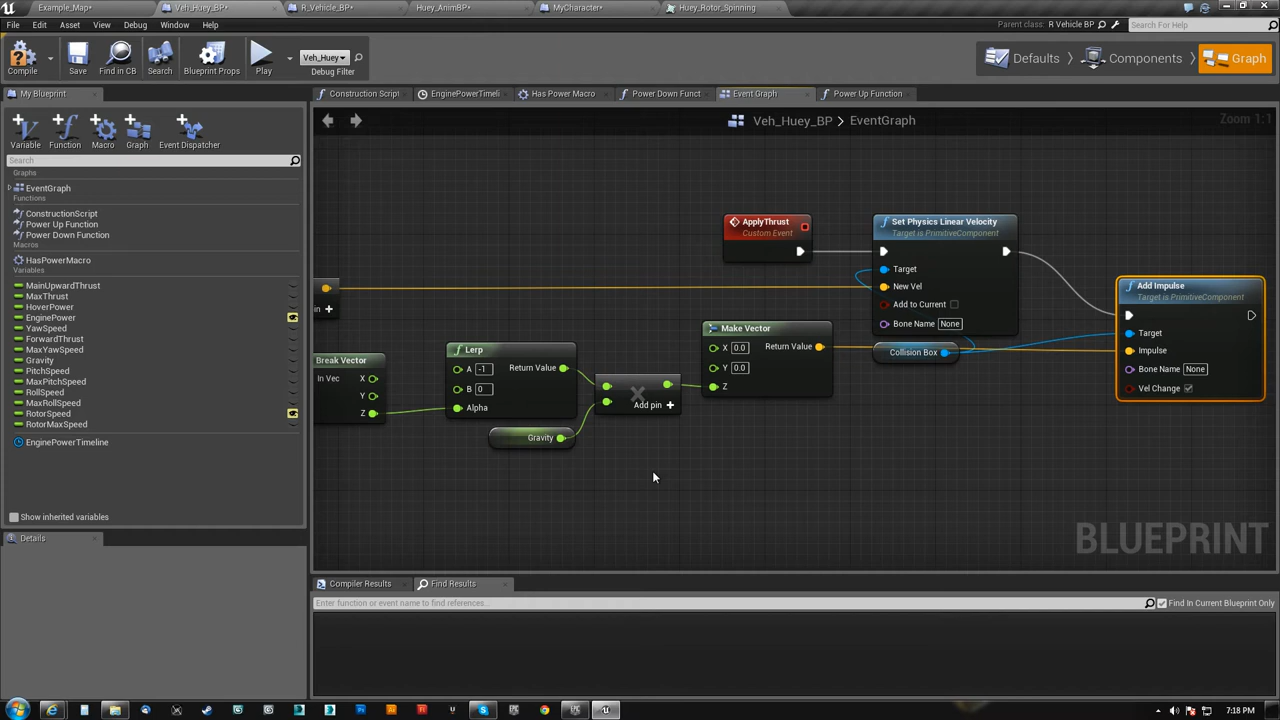 Example_Map*
Veh_Huey_BP*
R_Vehicle_BP*
Huey_AnimBP*
MyCharacter*
Huey_Rotor_Spinning
File Edit Asset View Debug Window Help
Parent class: R Vehicle BP
Search For Help
Compile
Save
Find in CB
Search
Blueprint Props
Play
Veh_Huey
Debug Filter
Defaults
Components
Graph
My Blueprint
Variable
Function
Macro
Graph
Event Dispatcher
Search
Graphs
EventGraph
Functions
ConstructionScript
Power Up Function
Power Down Function
Macros
HasPowerMacro
Variables
MainUpwardThrust
MaxThrust
HoverPower
EnginePower
YawSpeed
ForwardThrust
MaxYawSpeed
Gravity
PitchSpeed
MaxPitchSpeed
RollSpeed
MaxRollSpeed
RotorSpeed
RotorMaxSpeed
EnginePowerTimeline
Show inherited variables
Details
Construction Script
EnginePowerTimeli
Has Power Macro
Power Down Funct
Event Graph
Power Up Function
Veh_Huey_BP > EventGraph
Zoom 1:1
ApplyThrust
Custom Event
Set Physics Linear Velocity
Target is PrimitiveComponent
Target
New Vel
Add to Current
Bone Name None
Add Impulse
Target is PrimitiveComponent
Target
Impulse
Bone Name None
Vel Change
Collision Box
Make Vector
X 0.0
Return Value
Y 0.0
Z
Add pin +
Lerp
A -1
Return Value
B 0
Alpha
Gravity
Break Vector
In Vec
X
Y
Z
in +
BLUEPRINT
Compiler Results
Find Results
Enter function or event name to find references...
Find In Current Blueprint Only
7:18 PM